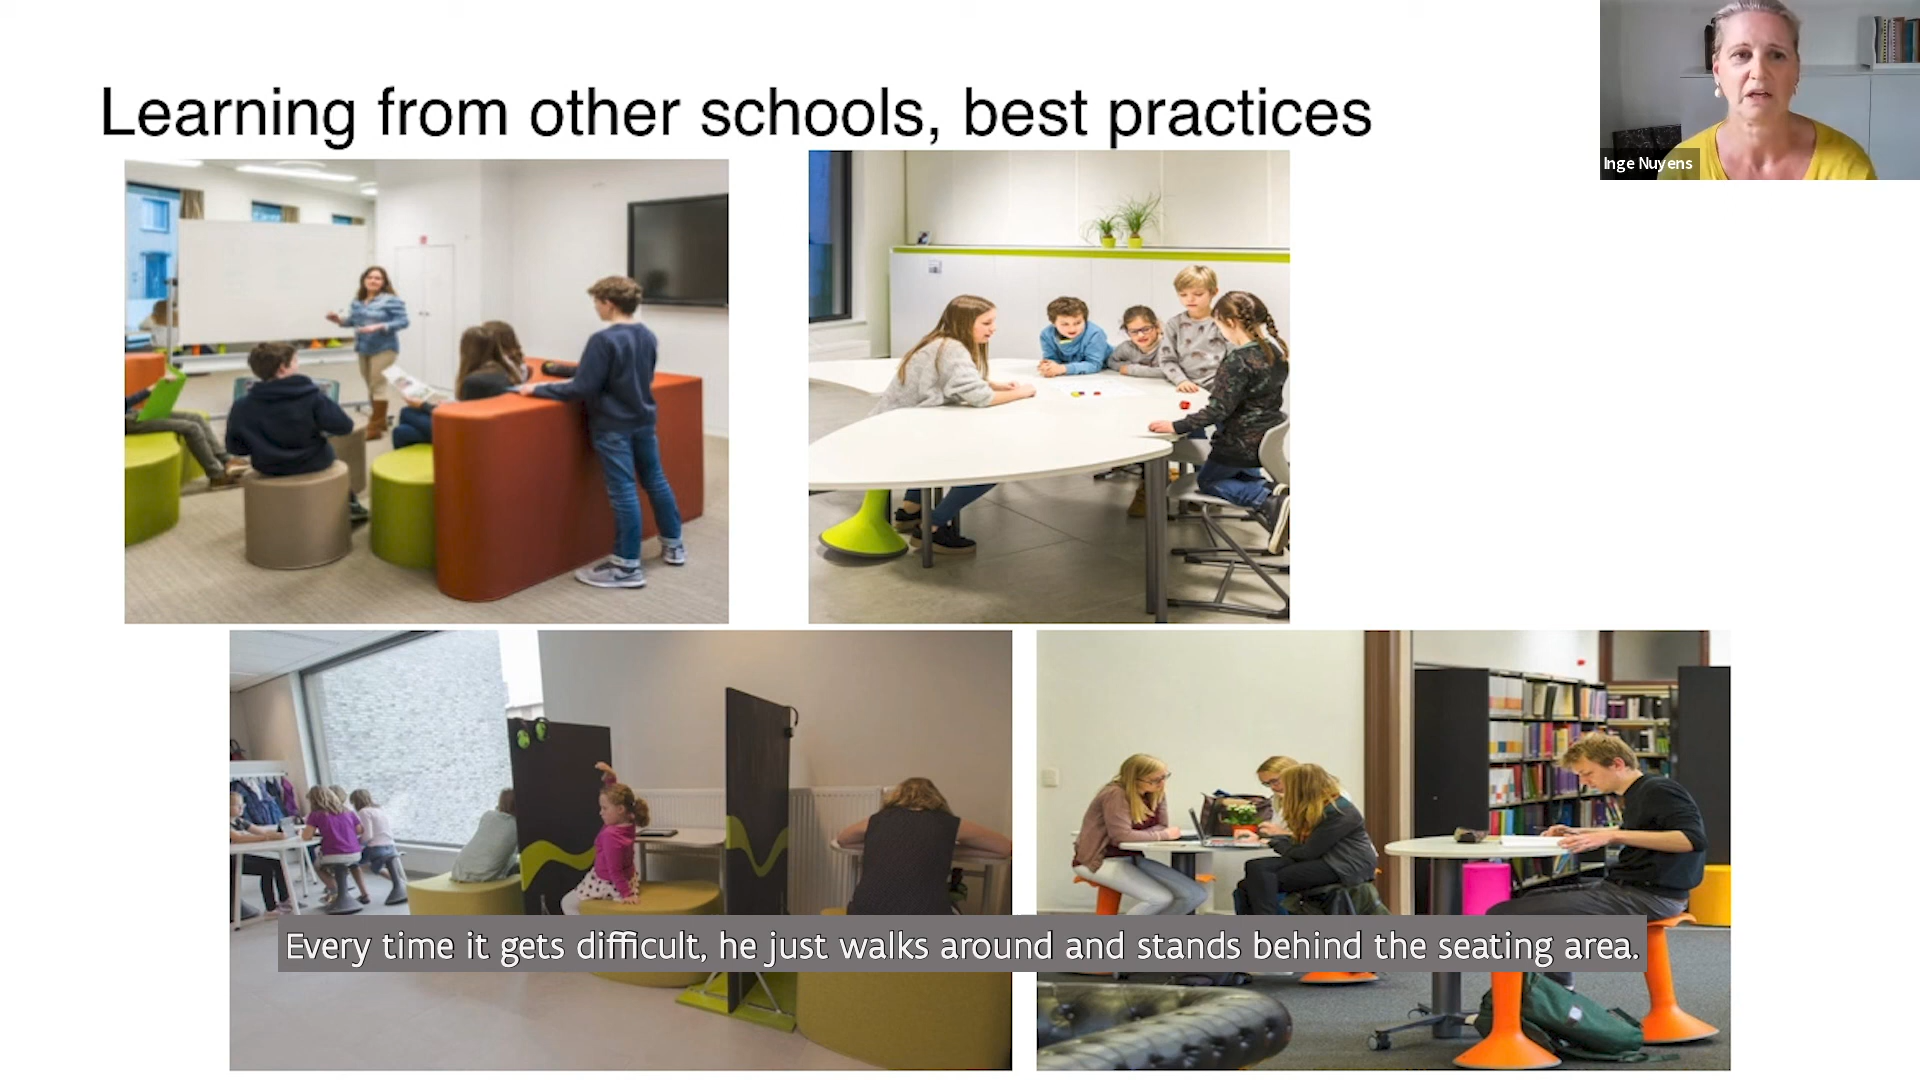 Learning from other schools, best practices
Inge Nuyens
Every time it gets difficult, he just walks around and stands behind the seating area.